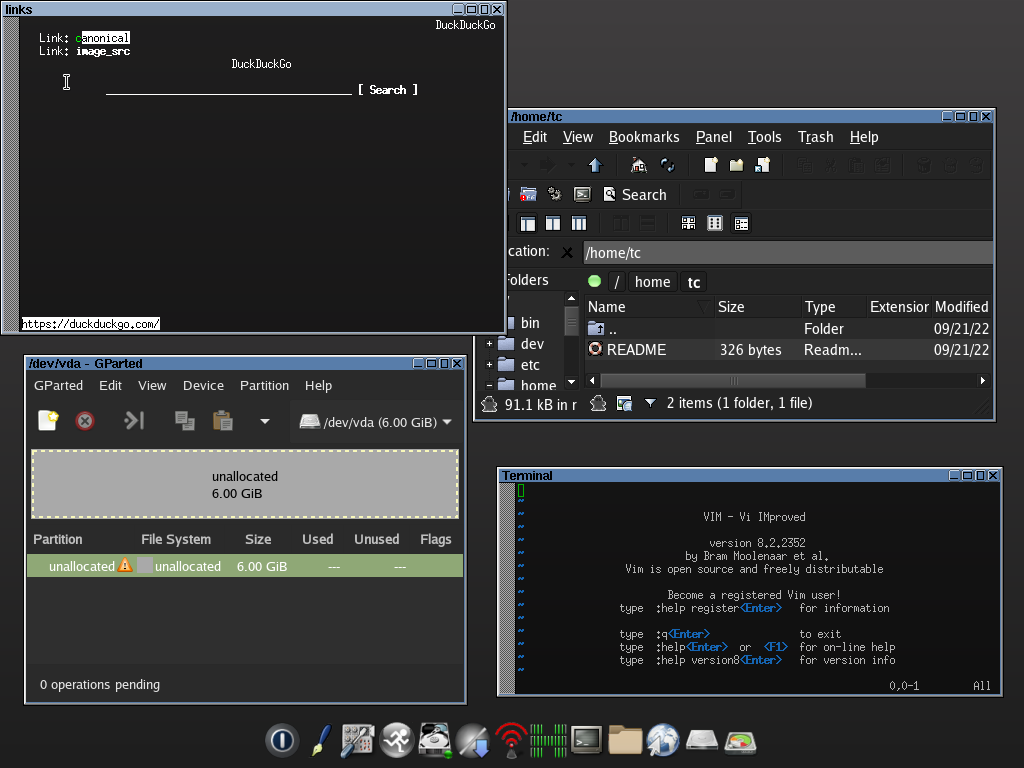 links
DuckDuckGo
Link: canonical
Link: image_src
DuckDuckGo
[ Search ]
https://duckduckgo.com/
/home/tc
Edit View Bookmarks Panel Tools Trash Help
Search
cation: /home/tc
Folders / home tc
Name Size Type Extension Modified
.. Folder 09/21/22
README 326 bytes Readm... 09/21/22
/
bin
dev
etc
home
91.1 kB in r 2 items (1 folder, 1 file)
/dev/vda - GParted
GParted Edit View Device Partition Help
/dev/vda (6.00 GiB)
unallocated
6.00 GiB
Partition File System Size Used Unused Flags
unallocated unallocated 6.00 GiB --- ---
0 operations pending
Terminal
~
~ VIM - Vi IMproved
~
~ version 8.2.2352
~ by Bram Moolenaar et al.
~ Vim is open source and freely distributable
~
~ Become a registered Vim user!
~ type :help register<Enter> for information
~
~ type :q<Enter> to exit
~ type :help<Enter> or <F1> for on-line help
~ type :help version8<Enter> for version info
~
0,0-1 All